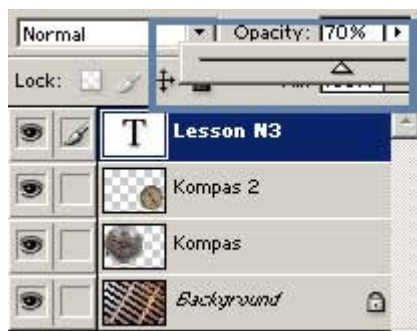 Normal Opacity: 70%
Lock:
T Lesson N3
Kompas 2
Kompas
Background